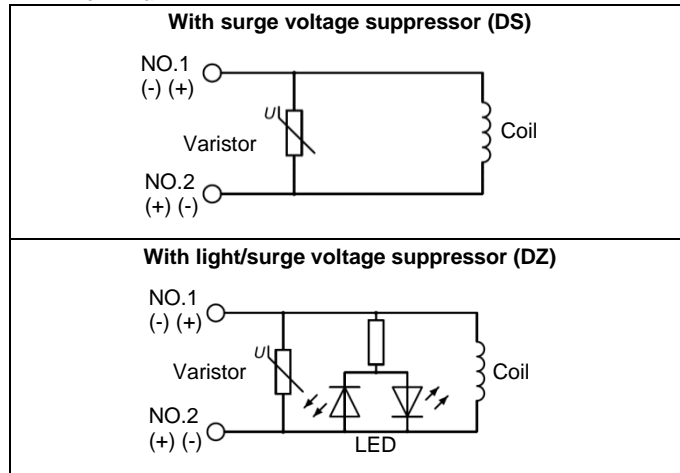 With surge voltage suppressor (DS)
NO.1
(-) (+)
U
Varistor
Coil
NO.2
(+) (-)
With light/surge voltage suppressor (DZ)
NO.1
(-) (+)
U
Varistor
Coil
NO.2
(+) (-)
LED